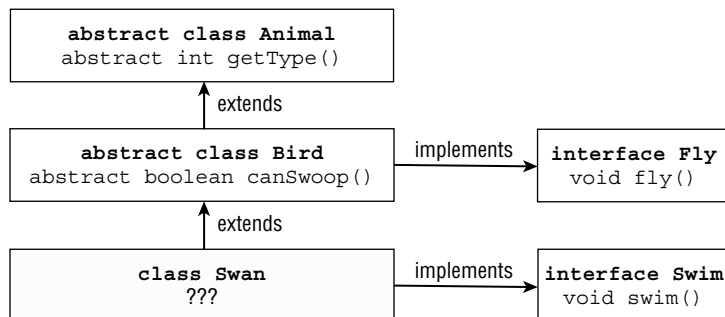 abstract class Animal
abstract int getType()
extends
abstract class Bird
abstract boolean canSwoop()
implements
interface Fly
void fly()
extends
class Swan
???
implements
interface Swim
void swim()